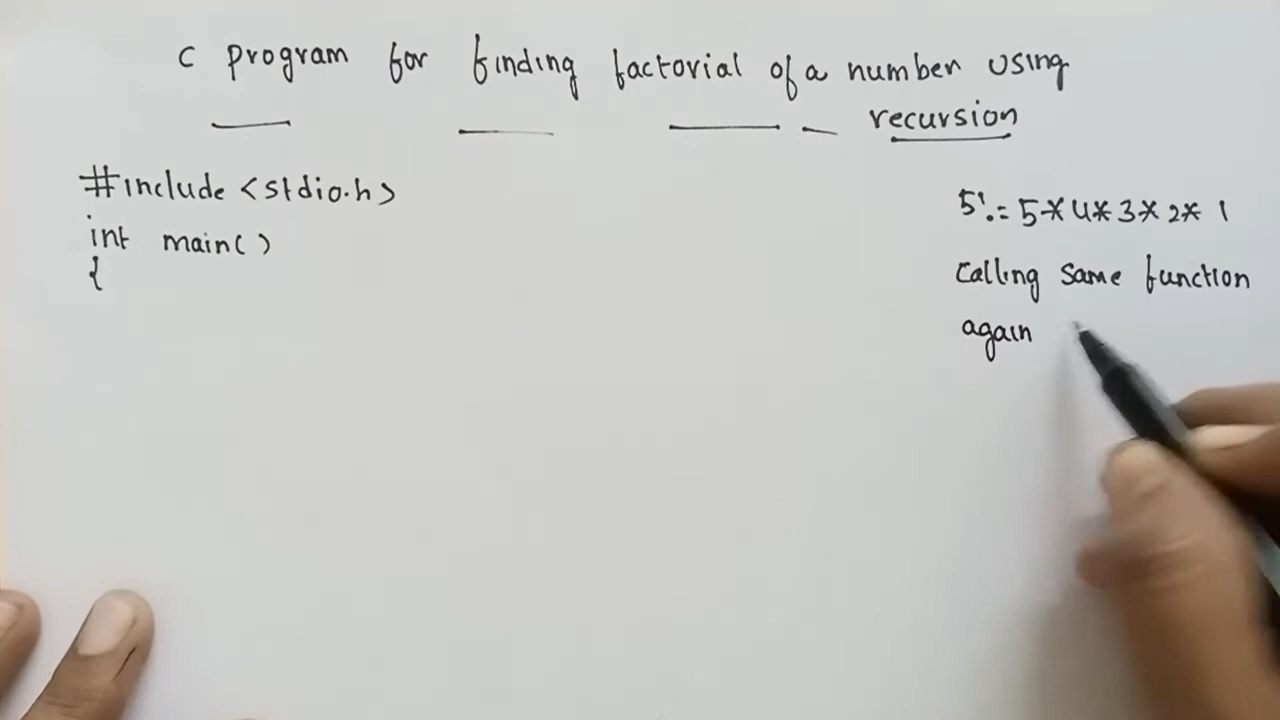 c program for finding factorial of a number using
recursion
#include <stdio.h>
int main()
{
5! = 5 * 4 * 3 * 2 * 1
calling same function
again